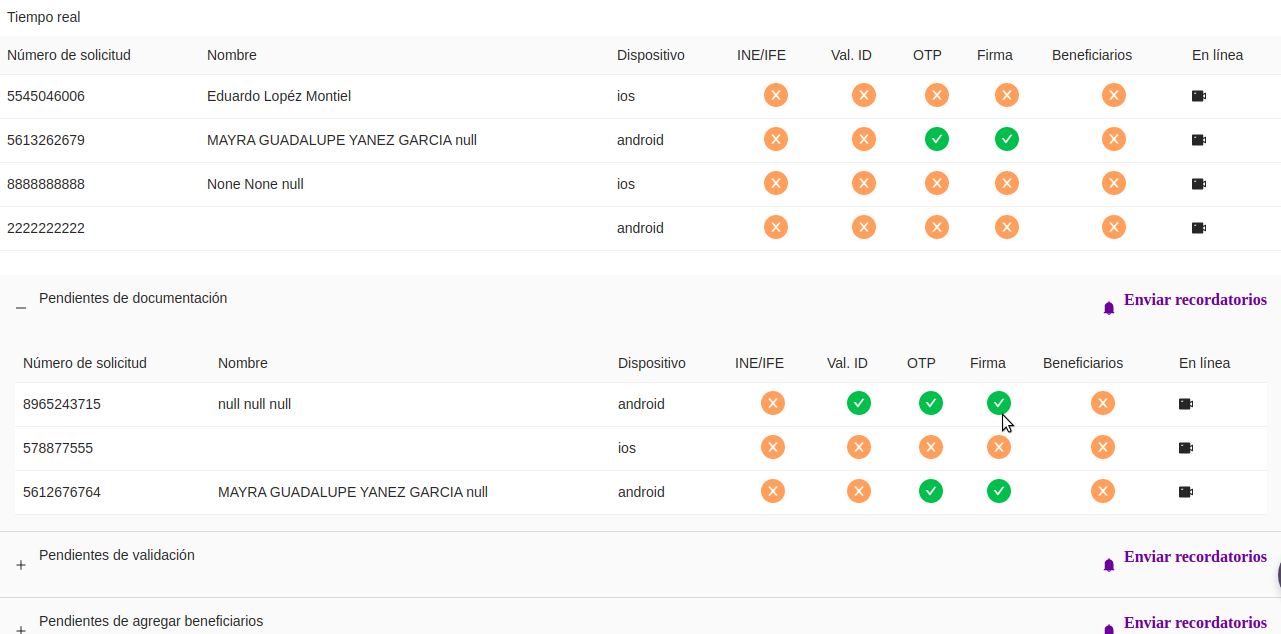 Tiempo real
Número de solicitud Nombre Dispositivo INE/IFE Val. ID OTP Firma Beneficiarios En línea
5545046006 Eduardo Lopéz Montiel ios
5613262679 MAYRA GUADALUPE YANEZ GARCIA null android
8888888888 None None null ios
2222222222 android
Pendientes de documentación Enviar recordatorios
Número de solicitud Nombre Dispositivo INE/IFE Val. ID OTP Firma Beneficiarios En línea
8965243715 null null null android
578877555 ios
5612676764 MAYRA GUADALUPE YANEZ GARCIA null android
Pendientes de validación Enviar recordatorios
Pendientes de agregar beneficiarios Enviar recordatorios